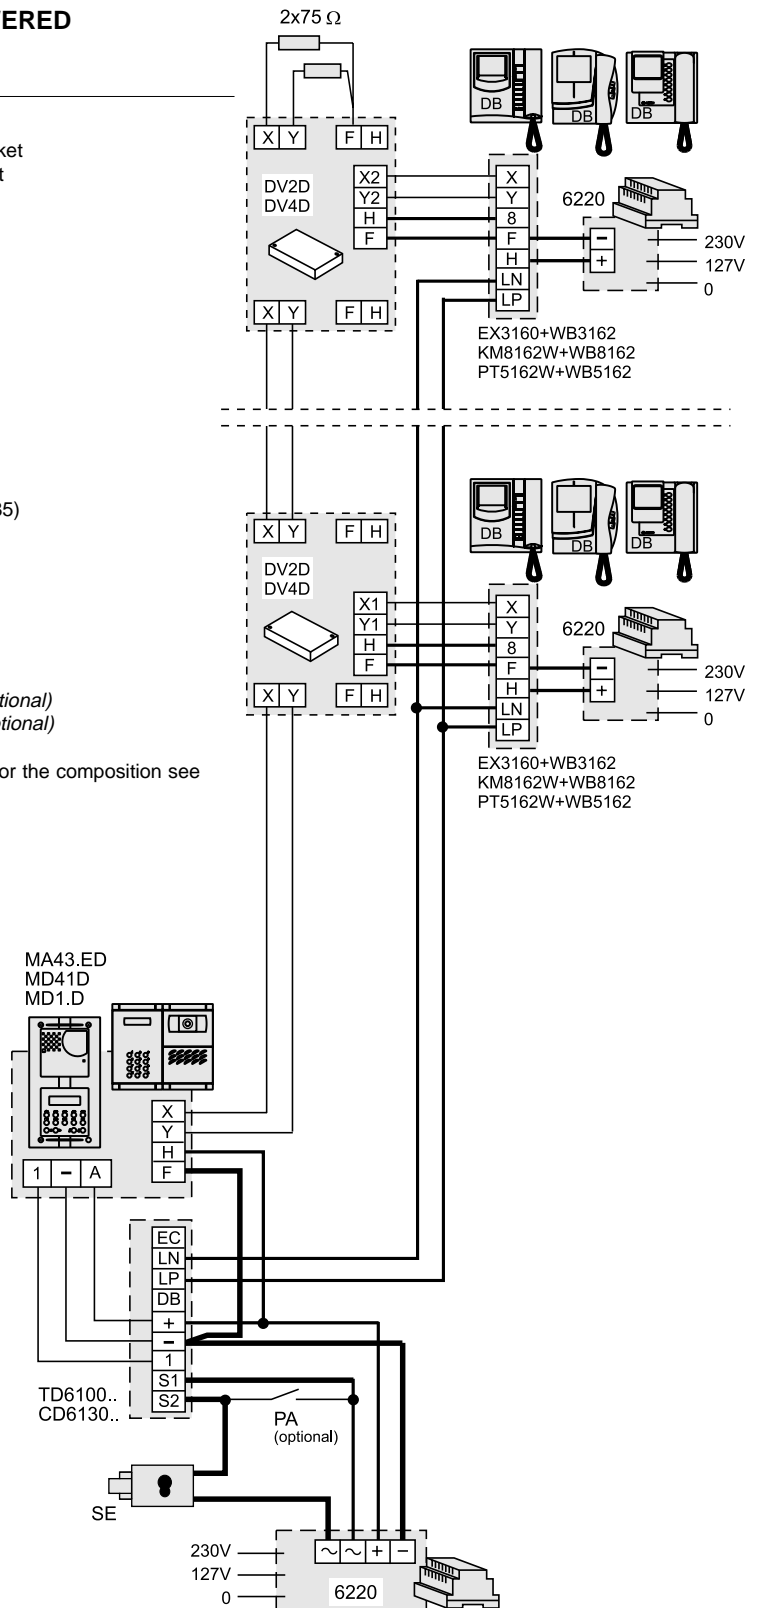 TERED
2x75 Ω
ket
t
DB DB DB
X Y F H
X2
Y2
H
F
DV2D
DV4D
X
Y
8
F
H
LN
LP
6220
−
+
230V
127V
0
X Y F H
EX3160+WB3162
KM8162W+WB8162
PT5162W+WB5162
35)
DB DB DB
X Y F H
DV2D
DV4D
X1
Y1
H
F
X
Y
8
F
H
LN
LP
6220
−
+
230V
127V
0
X Y F H
tional)
tional)
or the composition see
EX3160+WB3162
KM8162W+WB8162
PT5162W+WB5162
MA43.ED
MD41D
MD1.D
X
Y
H
F
1 − A
EC
LN
LP
DB
+
−
1
S1
S2
TD6100..
CD6130..
PA
(optional)
SE
230V
127V
0
~ ~ + −
6220